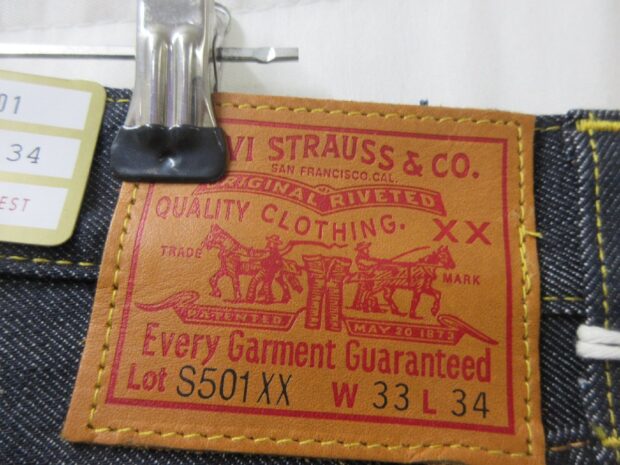 01
34
EST
VI STRAUSS & CO.
SAN FRANCISCO.CAL.
ORIGINAL RIVETED
QUALITY CLOTHING.
XX
TRADE MARK
PATENTED MAY 20 1873
Every Garment Guaranteed
Lot S501XX W 33 L 34